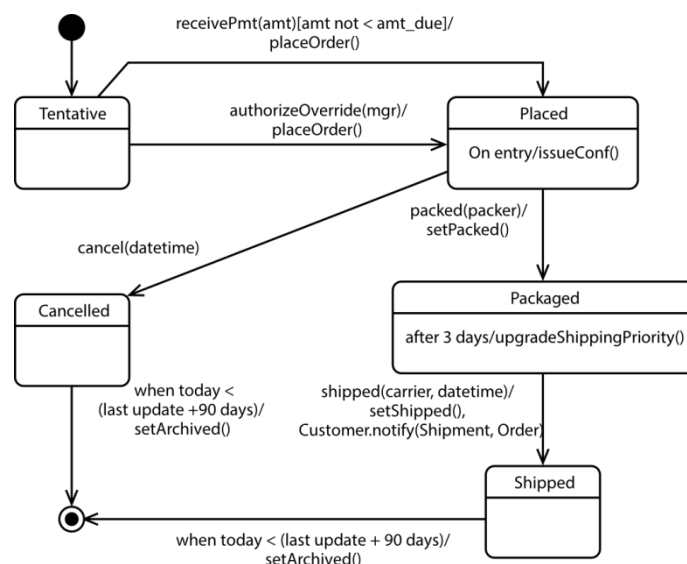 receivePmt(amt)[amt not < amt_due]/
placeOrder()
Tentative
authorizeOverride(mgr)/
placeOrder()
Placed
On entry/issueConf()
packed(packer)/
setPacked()
cancel(datetime)
Cancelled
Packaged
after 3 days/upgradeShippingPriority()
when today <
(last update +90 days)/
setArchived()
shipped(carrier, datetime)/
setShipped(),
Customer.notify(Shipment, Order)
Shipped
when today < (last update + 90 days)/
setArchived()